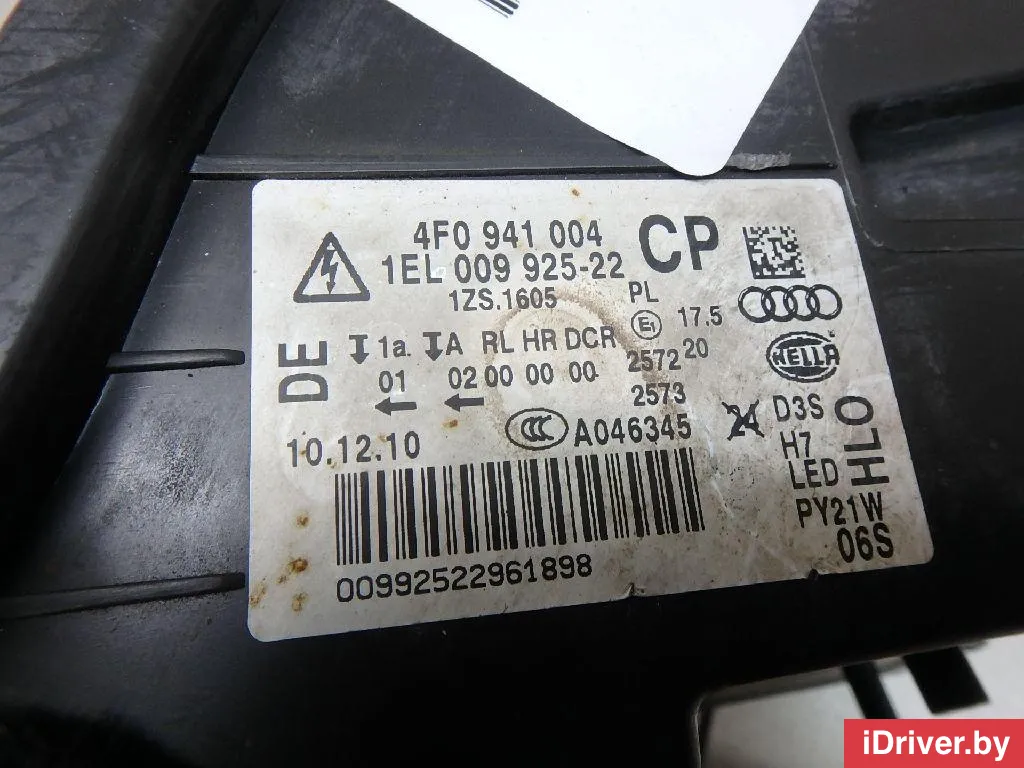 4F0 941 004 CP
1EL 009 925-22
1ZS.1605
PL
E1 17.5
DE
1a. A RL HR DCR
2572 20
01 02 00 00 00
2573
10.12.10
CCC A046345
24 D3S
H7
LED
HLO
PY21W
06S
HELLA
00992522961898
iDriver.by